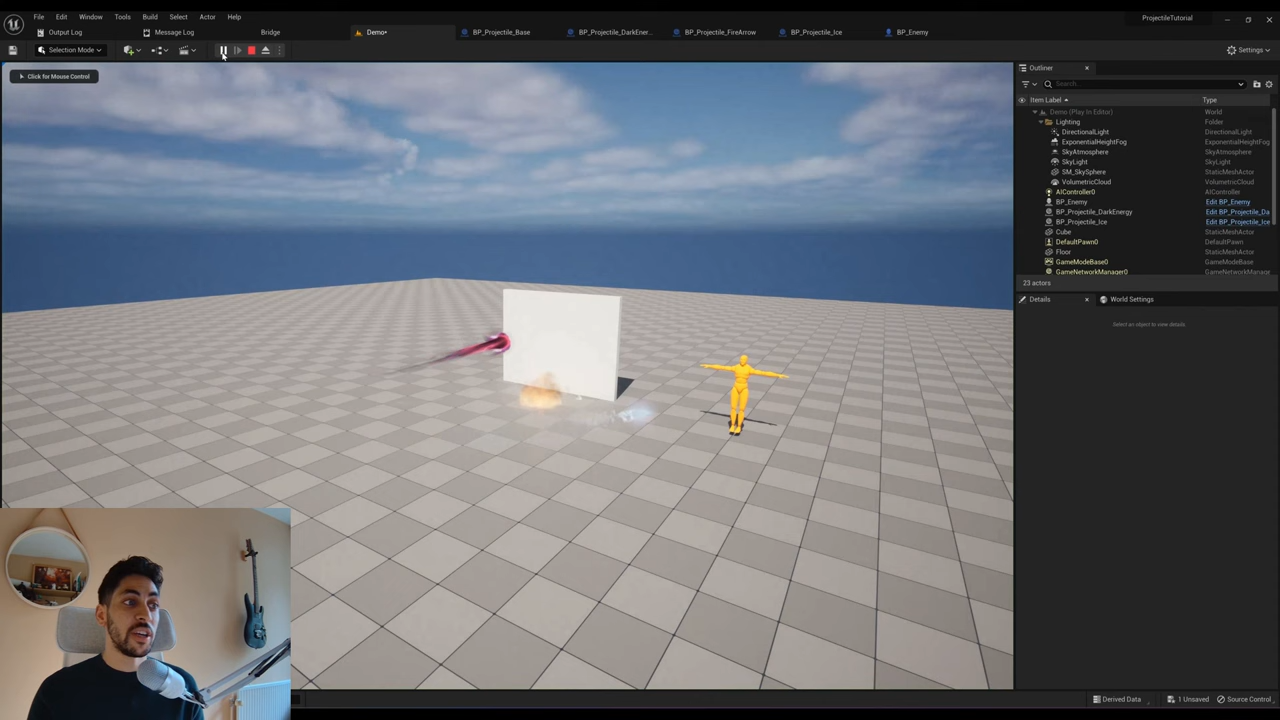 File Edit Window Tools Build Select Actor Help
ProjectileTutorial
Output Log Message Log Bridge Demo• BP_Projectile_Base BP_Projectile_DarkEner... BP_Projectile_FireArrow BP_Projectile_Ice BP_Enemy
Selection Mode
Settings
Click for Mouse Control
Outliner
Search...
Item Label Type
Demo (Play In Editor) World
Lighting Folder
DirectionalLight DirectionalLight
ExponentialHeightFog ExponentialHeightFog
SkyAtmosphere SkyAtmosphere
SkyLight SkyLight
SM_SkySphere StaticMeshActor
VolumetricCloud VolumetricCloud
AIController0 AIController
BP_Enemy Edit BP_Enemy
BP_Projectile_DarkEnergy Edit BP_Projectile_Da
BP_Projectile_Ice Edit BP_Projectile_Ice
Cube StaticMeshActor
DefaultPawn0 DefaultPawn
Floor StaticMeshActor
GameModeBase0 GameModeBase
GameNetworkManager0 GameNetworkManag
23 actors
Details World Settings
Select an object to view details.
Derived Data 1 Unsaved Source Control